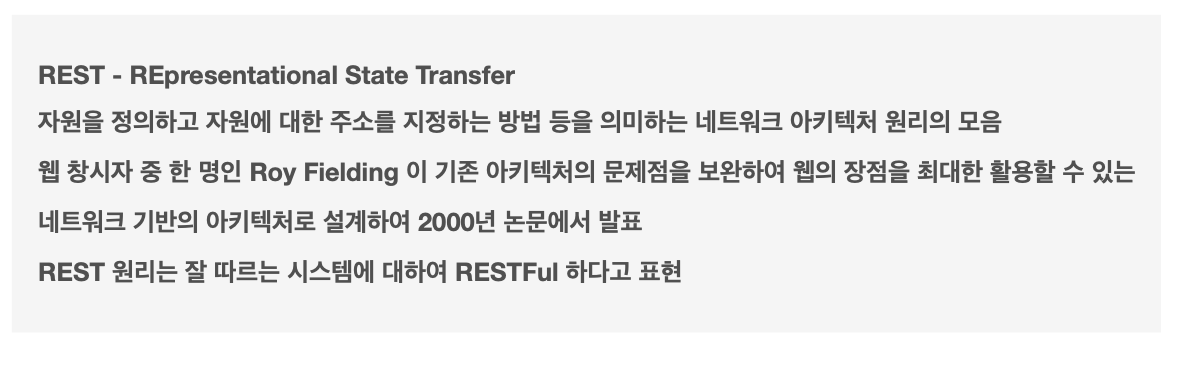 REST - REpresentational State Transfer
자원을 정의하고 자원에 대한 주소를 지정하는 방법 등을 의미하는 네트워크 아키텍처 원리의 모음
웹 창시자 중 한 명인 Roy Fielding 이 기존 아키텍처의 문제점을 보완하여 웹의 장점을 최대한 활용할 수 있는
네트워크 기반의 아키텍처로 설계하여 2000년 논문에서 발표
REST 원리는 잘 따르는 시스템에 대하여 RESTFul 하다고 표현